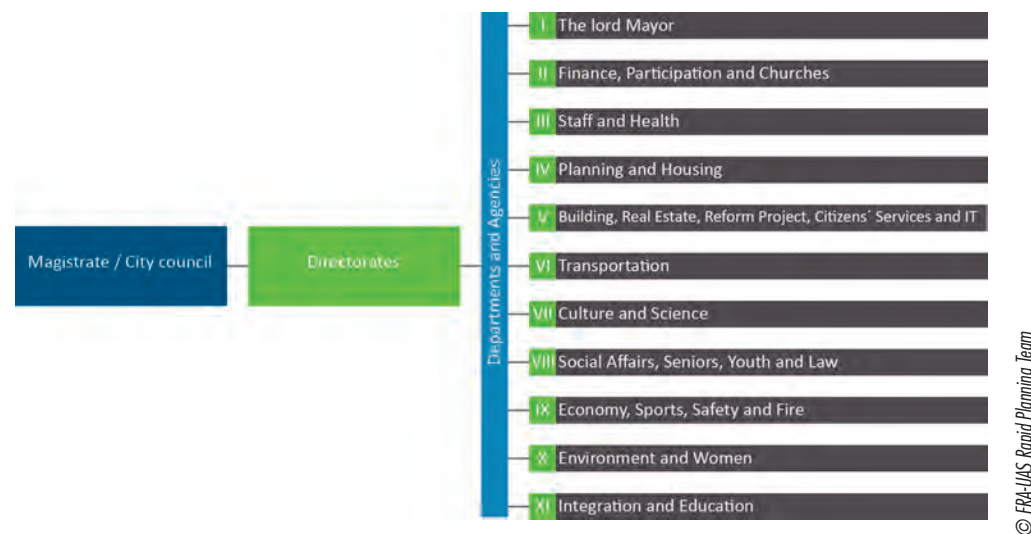 Magistrate / City council
Directorates
Departments and Agencies
I The lord Mayor
II Finance, Participation and Churches
III Staff and Health
IV Planning and Housing
V Building, Real Estate, Reform Project, Citizens´ Services and IT
VI Transportation
VII Culture and Science
VIII Social Affairs, Seniors, Youth and Law
IX Economy, Sports, Safety and Fire
X Environment and Women
XI Integration and Education
© FRA-UAS Rapid Planning Team